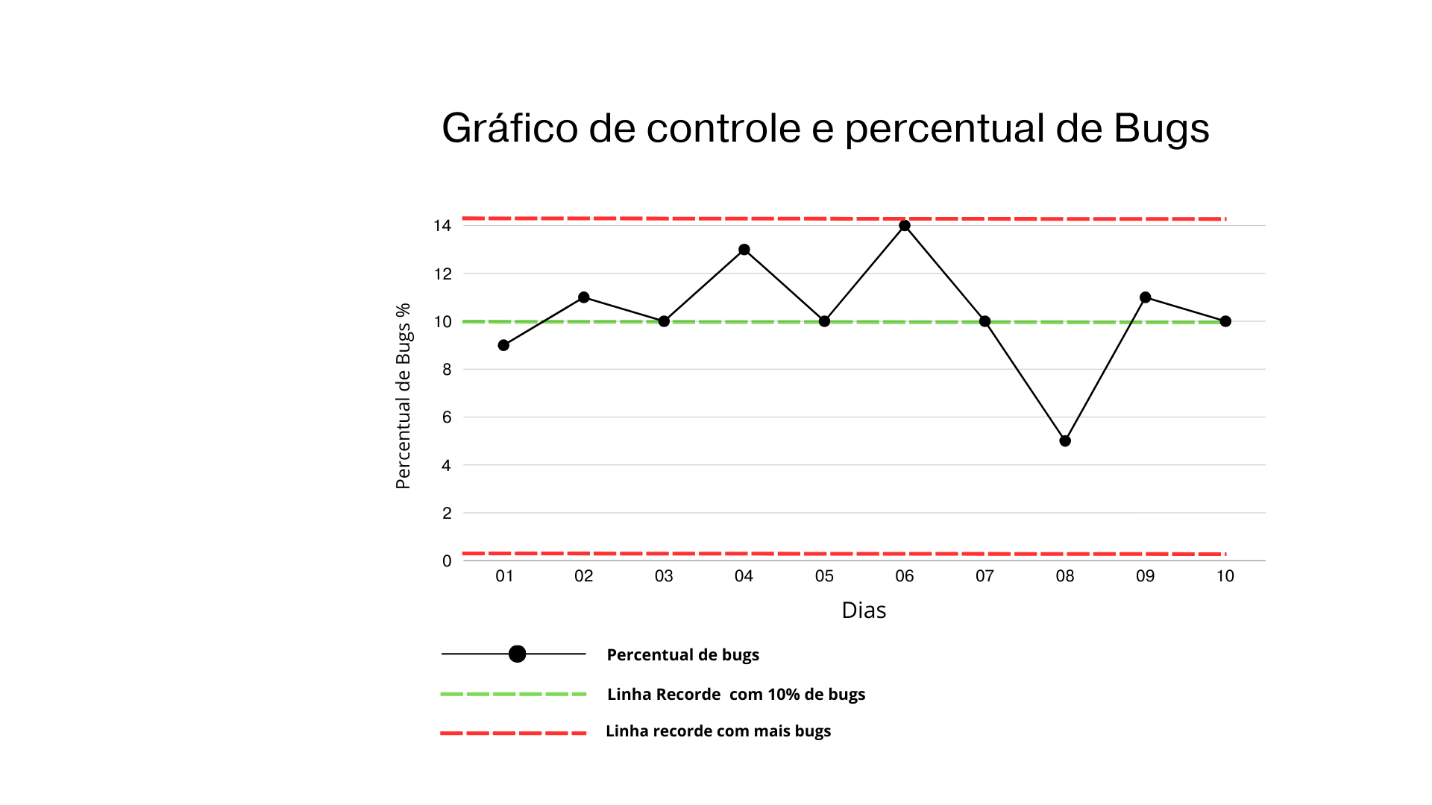 Gráfico de controle e percentual de Bugs
Percentual de Bugs %
14
12
10
8
6
4
2
0
01 02 03 04 05 06 07 08 09 10
Dias
Percentual de bugs
Linha Recorde com 10% de bugs
Linha recorde com mais bugs